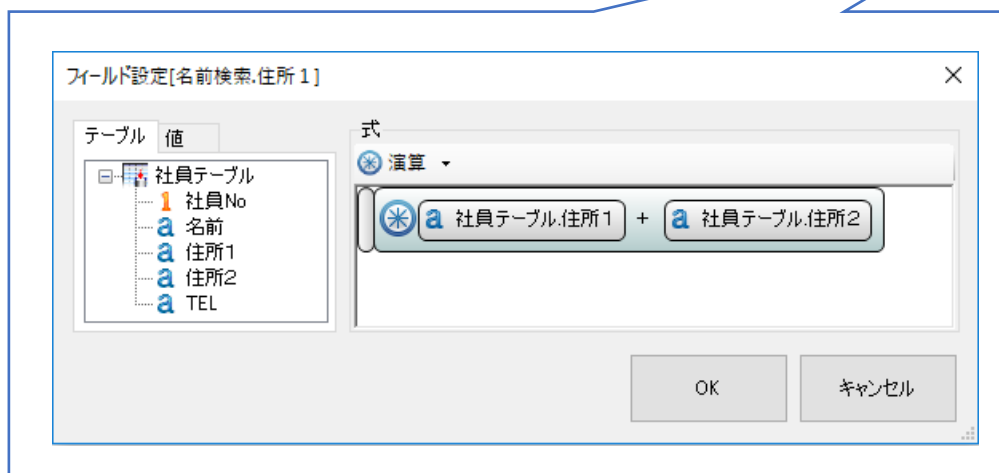 フィールド設定[名前検索.住所1]
テーブル 値
社員テーブル
1 社員No
a 名前
a 住所1
a 住所2
a TEL
式
演算
a 社員テーブル.住所1 + a 社員テーブル.住所2
OK
キャンセル